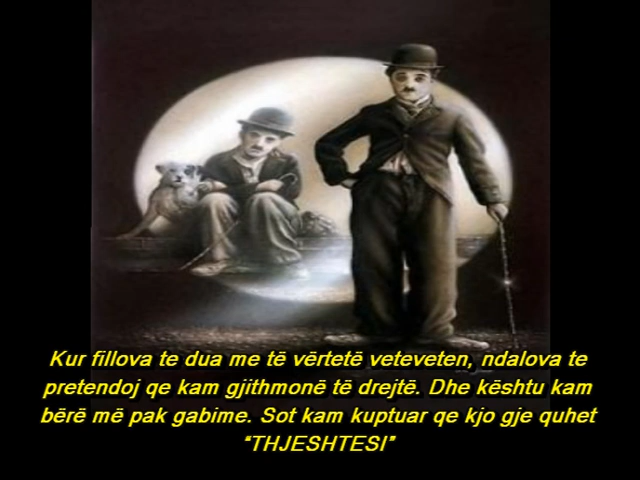 Kur fillova te dua me të vërtetë veteveten, ndalova te
pretendoj qe kam gjithmonë të drejtë. Dhe kështu kam
bërë më pak gabime. Sot kam kuptuar qe kjo gje quhet
“THJESHTESI”